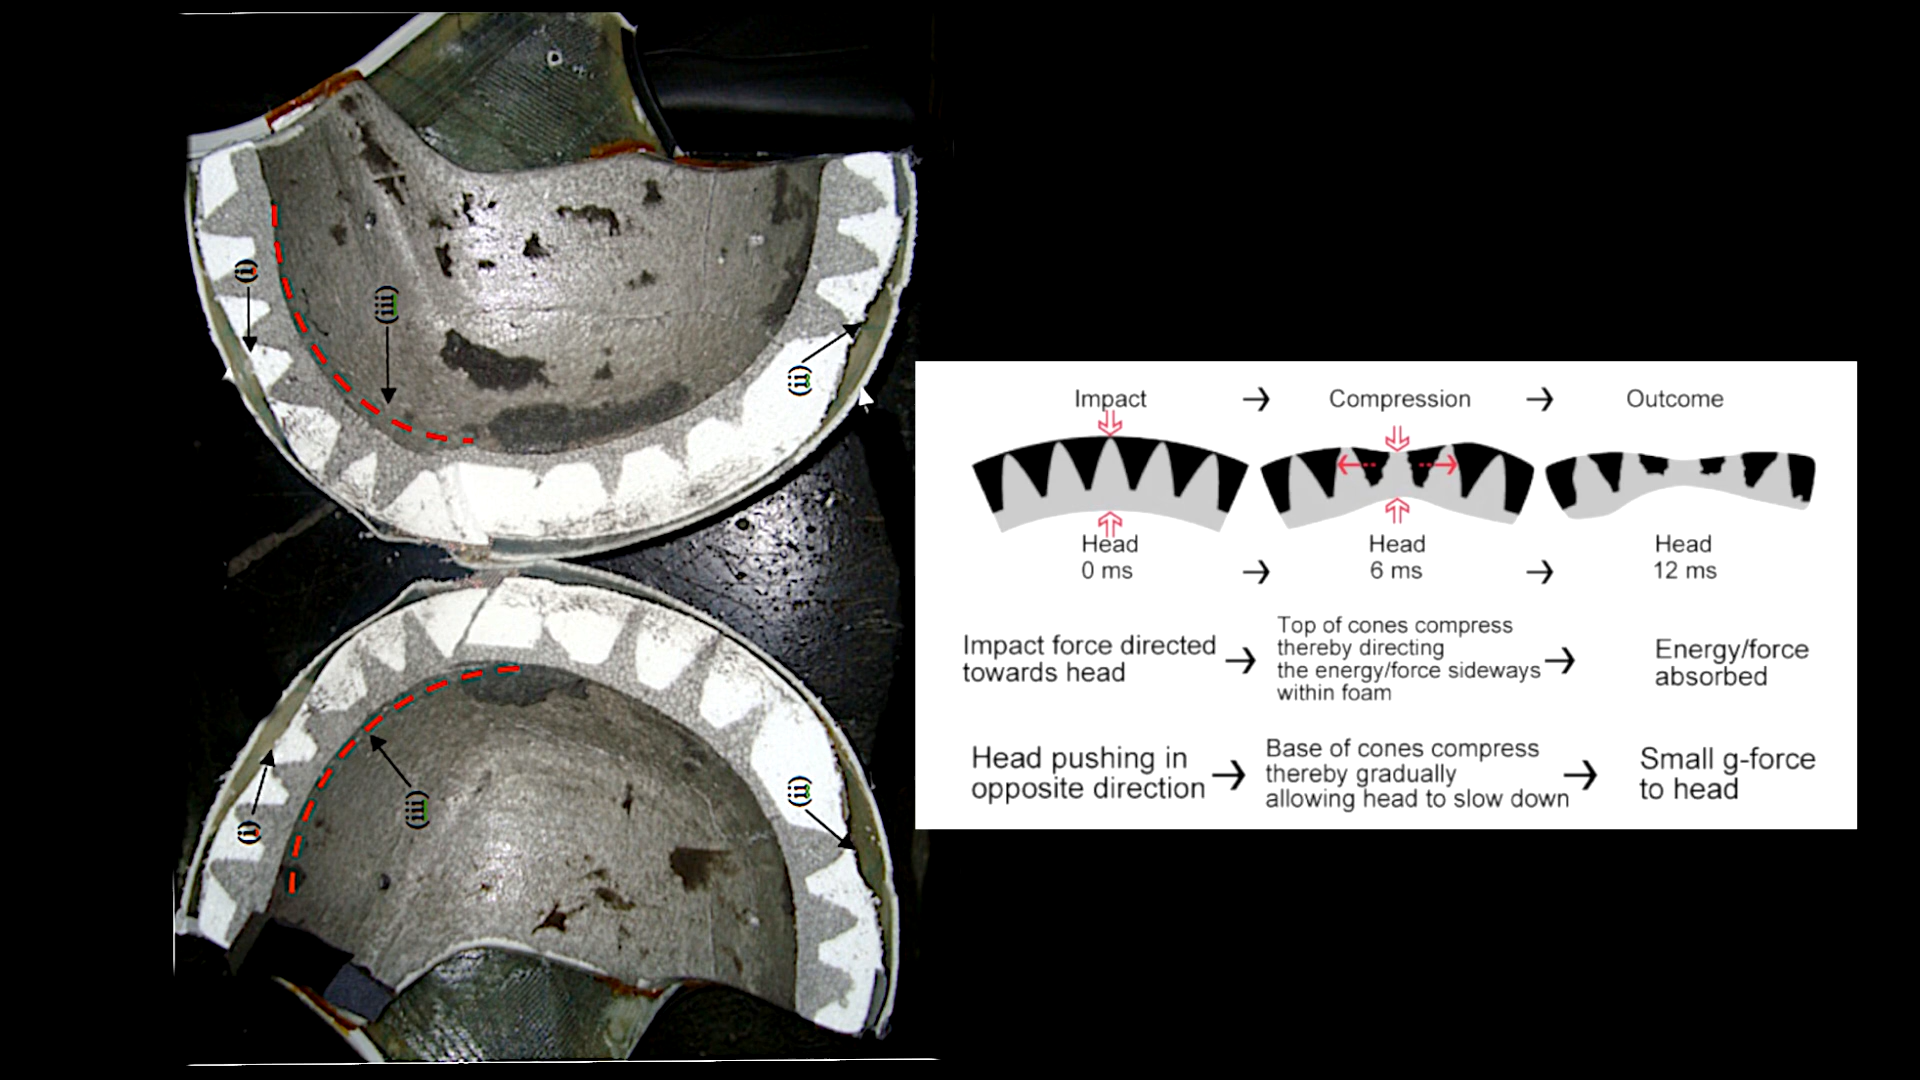 (i)
(iii)
(ii)
(ii)
(iii)
(i)
Impact → Compression → Outcome
Head Head Head
0 ms → 6 ms → 12 ms
Impact force directed
towards head
→
Top of cones compress
thereby directing
the energy/force sideways
within foam
→
Energy/force
absorbed
Head pushing in
opposite direction
→
Base of cones compress
thereby gradually
allowing head to slow down
→
Small g-force
to head